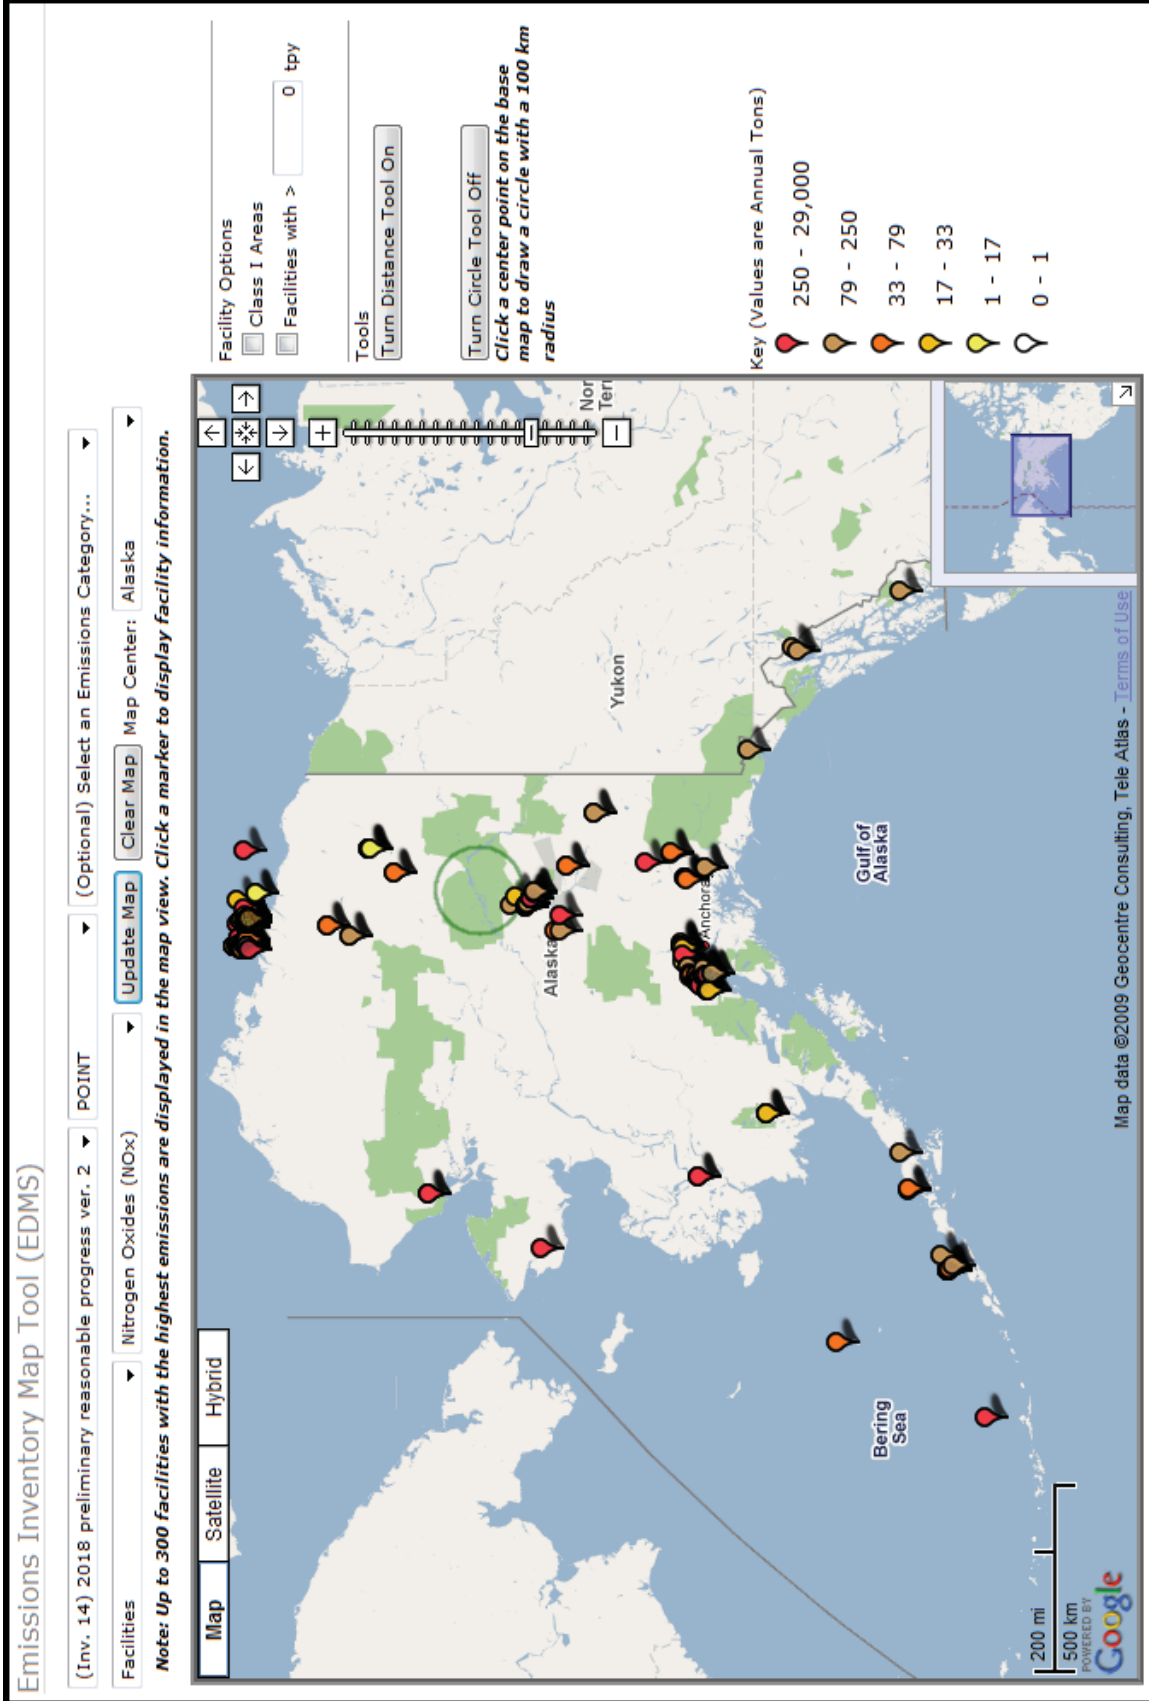 Emissions Inventory Map Tool (EDMS)
(Inv. 14) 2018 preliminary reasonable progress ver. 2
POINT
(Optional) Select an Emissions Category...
Facilities
Nitrogen Oxides (NOx)
Update Map
Clear Map
Map Center: Alaska
Note: Up to 300 facilities with the highest emissions are displayed in the map view. Click a marker to display facility information.
Map
Satellite
Hybrid
Yukon
Nor
Terr
Alaska
Anchora
Gulf of
Alaska
Bering
Sea
200 mi
500 km
POWERED BY
Google
Map data ©2009 Geocentre Consulting, Tele Atlas - Terms of Use
Facility Options
Class I Areas
Facilities with > 0 tpy
Tools
Turn Distance Tool On
Turn Circle Tool Off
Click a center point on the base
map to draw a circle with a 100 km
radius
Key (Values are Annual Tons)
250 - 29,000
79 - 250
33 - 79
17 - 33
1 - 17
0 - 1